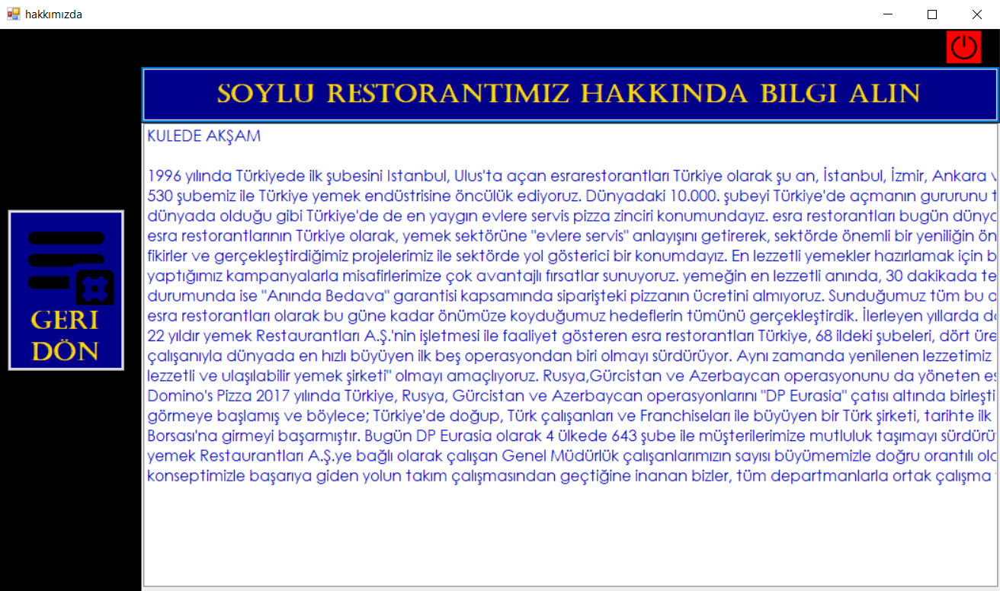 hakkımızda
SOYLU RESTORANTIMIZ HAKKINDA BILGI ALIN
KULEDE AKŞAM
1996 yılında Türkiyede ilk şubesini Istanbul, Ulus'ta açan esrarestorantları Türkiye olarak şu an, İstanbul, İzmir, Ankara
530 şubemiz ile Türkiye yemek endüstrisine öncülük ediyoruz. Dünyadaki 10.000. şubeyi Türkiye'de açmanın gururunu
dünyada olduğu gibi Türkiye'de de en yaygın evlere servis pizza zinciri konumundayız. esra restorantları bugün
esra restorantlarının Türkiye olarak, yemek sektörüne "evlere servis" anlayışını getirerek, sektörde önemli bir yeniliğin
fikirler ve gerçekleştirdiğimiz projelerimiz ile sektörde yol gösterici bir konumdayız. En lezzetli yemekler hazırlamak için
yaptığımız kampanyalarla misafirlerimize çok avantajlı fırsatlar sunuyoruz. yemeğin en lezzetli anında, 30 dakikada
durumunda ise "Anında Bedava" garantisi kapsamında siparişteki pizzanın ücretini almıyoruz. Sunduğumuz tüm bu
esra restorantları olarak bu güne kadar önümüze koyduğumuz hedeflerin tümünü gerçekleştirdik. İlerleyen yıllarda
22 yıldır yemek Restaurantları A.Ş.'nin işletmesi ile faaliyet gösteren esra restorantları Türkiye, 68 ildeki şubeleri, dört
çalışanıyla dünyada en hızlı büyüyen ilk beş operasyondan biri olmayı sürdürüyor. Aynı zamanda yenilenen lezzetimiz
lezzetli ve ulaşılabilir yemek şirketi" olmayı amaçlıyoruz. Rusya,Gürcistan ve Azerbaycan operasyonunu da yöneten
Domino's Pizza 2017 yılında Türkiye, Rusya, Gürcistan ve Azerbaycan operasyonlarını "DP Eurasia" çatısı altında
görmeye başlamış ve böylece; Türkiye'de doğup, Türk çalışanları ve Franchiseları ile büyüyen bir Türk şirketi, tarihte ilk
Borsası'na girmeyi başarmıştır. Bugün DP Eurasia olarak 4 ülkede 643 şube ile müşterilerimize mutluluk taşımayı
yemek Restaurantları A.Ş.ye bağlı olarak çalışan Genel Müdürlük çalışanlarımızın sayısı büyümemizle doğru orantılı
konseptimizle başarıya giden yolun takım çalışmasından geçtiğine inanan bizler, tüm departmanlarla ortak çalışma
GERI
DÖN